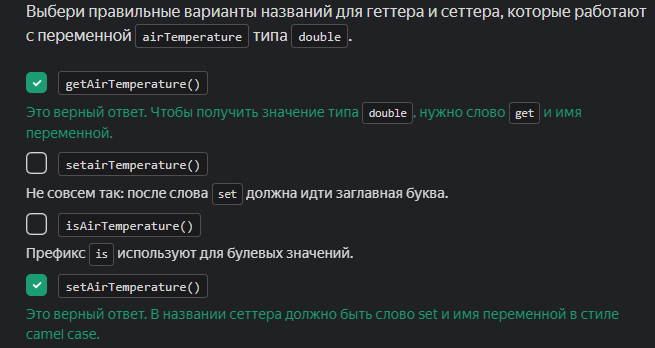 Выбери правильные варианты названий для геттера и сеттера, которые работают
с переменной airTemperature типа double.
getAirTemperature()
Это верный ответ. Чтобы получить значение типа double, нужно слово get и имя
переменной.
setairTemperature()
Не совсем так: после слова set должна идти заглавная буква.
isAirTemperature()
Префикс is используют для булевых значений.
setAirTemperature()
Это верный ответ. В названии сеттера должно быть слово set и имя переменной в стиле
camel case.